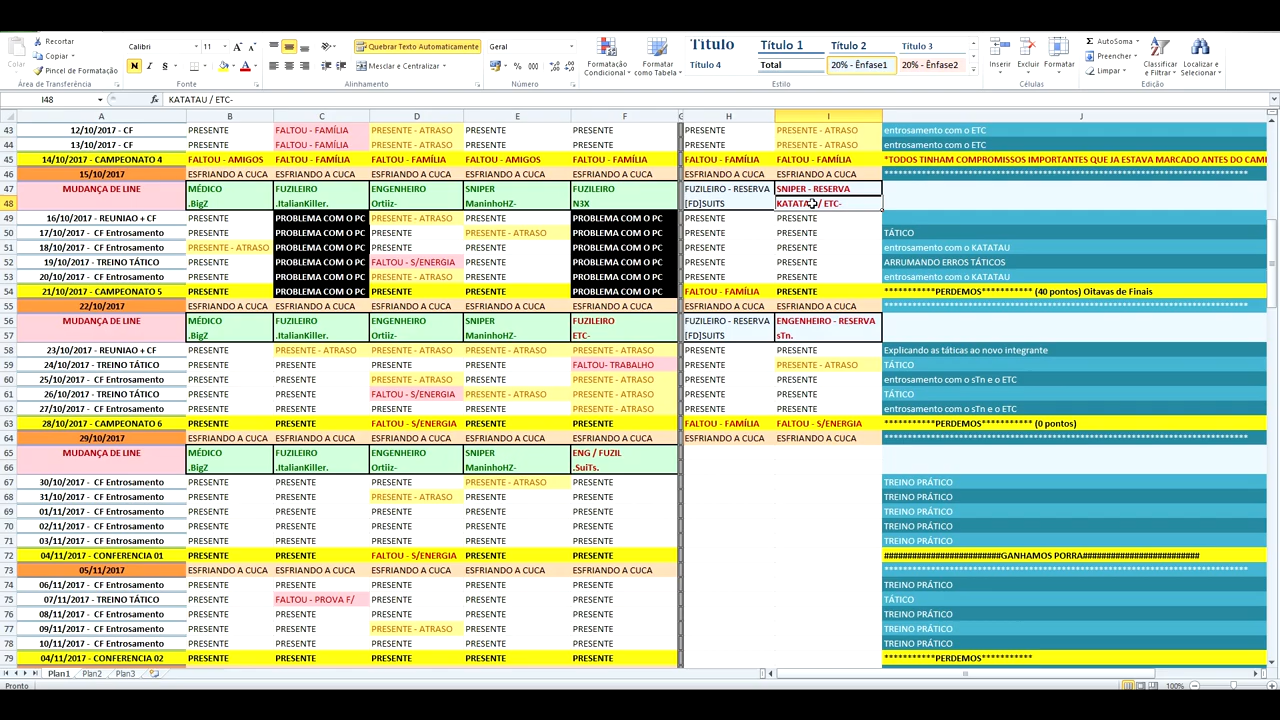 Recortar
Copiar
Pincel de Formatação
Colar
Área de Transferência
Calibri 11
N I S
Fonte
Quebrar Texto Automaticamente
Mesclar e Centralizar
Alinhamento
Geral
% 000
Número
Formatação Condicional
Formatar como Tabela
Título Título 1 Título 2 Título 3
Título 4 Total 20% - Ênfase1 20% - Ênfase2
Estilo
Inserir Excluir Formatar
Células
AutoSoma
Preencher
Limpar
Classificar e Filtrar
Localizar e Selecionar
Edição
I48 fx KATATAU / ETC-
A B C D E F G H I J
43 12/10/2017 - CF PRESENTE FALTOU - FAMÍLIA PRESENTE - ATRASO PRESENTE PRESENTE PRESENTE PRESENTE - ATRASO entrosamento com o ETC
44 13/10/2017 - CF PRESENTE FALTOU - FAMÍLIA PRESENTE - ATRASO PRESENTE PRESENTE PRESENTE PRESENTE - ATRASO entrosamento com o ETC
45 14/10/2017 - CAMPEONATO 4 FALTOU - AMIGOS FALTOU - FAMÍLIA FALTOU - FAMÍLIA FALTOU - AMIGOS FALTOU - FAMÍLIA FALTOU - FAMÍLIA FALTOU - FAMÍLIA *TODOS TINHAM COMPROMISSOS IMPORTANTES QUE JA ESTAVA MARCADO ANTES DO CAM
46 15/10/2017 ESFRIANDO A CUCA ESFRIANDO A CUCA ESFRIANDO A CUCA ESFRIANDO A CUCA ESFRIANDO A CUCA ESFRIANDO A CUCA ESFRIANDO A CUCA
47 MUDANÇA DE LINE MÉDICO FUZILEIRO ENGENHEIRO SNIPER FUZILEIRO FUZILEIRO - RESERVA SNIPER - RESERVA
48 .BigZ .ItalianKiller. Ortiiz- ManinhoHZ- N3X [FD]SUITS KATATAU / ETC-
49 16/10/2017 - REUNIAO + CF PRESENTE PROBLEMA COM O PC PRESENTE PRESENTE PROBLEMA COM O PC PRESENTE PRESENTE
50 17/10/2017 - CF PRESENTE PROBLEMA COM O PC PRESENTE PRESENTE - ATRASO PROBLEMA COM O PC PRESENTE PRESENTE TÁTICO
51 18/10/2017 - CF PRESENTE - ATRASO PROBLEMA COM O PC PRESENTE PRESENTE PROBLEMA COM O PC PRESENTE PRESENTE entrosamento com o KATATAU
52 19/10/2017 - TREINO TÁTICO PRESENTE PROBLEMA COM O PC FALTOU - S/ENERGIA PRESENTE PROBLEMA COM O PC PRESENTE PRESENTE ARRUMANDO ERROS TÁTICOS
53 20/10/2017 - CF PRESENTE PROBLEMA COM O PC PRESENTE - ATRASO PRESENTE PROBLEMA COM O PC PRESENTE PRESENTE entrosamento com o KATATAU
54 21/10/2017 - CAMPEONATO 5 PRESENTE PROBLEMA COM O PC PRESENTE PRESENTE PROBLEMA COM O PC FALTOU - FAMÍLIA PRESENTE ***********PERDEMOS*********** (40 pontos) Oitavas de Finais
55 22/10/2017 ESFRIANDO A CUCA ESFRIANDO A CUCA ESFRIANDO A CUCA ESFRIANDO A CUCA ESFRIANDO A CUCA ESFRIANDO A CUCA ESFRIANDO A CUCA
56 MUDANÇA DE LINE MÉDICO FUZILEIRO ENGENHEIRO SNIPER FUZILEIRO FUZILEIRO - RESERVA ENGENHEIRO - RESERVA
57 .BigZ .ItalianKiller. Ortiiz- ManinhoHZ- ETC- [FD]SUITS sTn.
58 23/10/2017 - REUNIAO + CF PRESENTE PRESENTE - ATRASO PRESENTE PRESENTE PRESENTE - ATRASO PRESENTE PRESENTE Explicando as táticas ao novo integrante
59 24/10/2017 - TREINO TÁTICO PRESENTE PRESENTE PRESENTE PRESENTE FALTOU- TRABALHO PRESENTE PRESENTE - ATRASO TÁTICO
60 25/10/2017 - CF Entrosamento PRESENTE PRESENTE PRESENTE - ATRASO PRESENTE PRESENTE - ATRASO PRESENTE PRESENTE entrosamento com o sTn e o ETC
61 26/10/2017 - TREINO TÁTICO PRESENTE PRESENTE FALTOU - S/ENERGIA PRESENTE - ATRASO PRESENTE - ATRASO PRESENTE PRESENTE TÁTICO
62 27/10/2017 - CF Entrosamento PRESENTE PRESENTE PRESENTE PRESENTE PRESENTE - ATRASO PRESENTE PRESENTE entrosamento com o sTn e o ETC
63 28/10/2017 - CAMPEONATO 6 PRESENTE PRESENTE FALTOU - S/ENERGIA PRESENTE PRESENTE FALTOU - FAMÍLIA FALTOU - S/ENERGIA ***********PERDEMOS*********** (0 pontos)
64 29/10/2017 ESFRIANDO A CUCA ESFRIANDO A CUCA ESFRIANDO A CUCA ESFRIANDO A CUCA ESFRIANDO A CUCA ESFRIANDO A CUCA ESFRIANDO A CUCA
65 MUDANÇA DE LINE MÉDICO FUZILEIRO ENGENHEIRO SNIPER ENG / FUZIL
66 .BigZ .ItalianKiller. Ortiiz- ManinhoHZ- .SuiTs.
67 30/10/2017 - CF Entrosamento PRESENTE PRESENTE PRESENTE PRESENTE - ATRASO PRESENTE TREINO PRÁTICO
68 31/10/2017 - CF Entrosamento PRESENTE PRESENTE PRESENTE - ATRASO PRESENTE PRESENTE TREINO PRÁTICO
69 01/11/2017 - CF Entrosamento PRESENTE PRESENTE PRESENTE PRESENTE PRESENTE TREINO PRÁTICO
70 02/11/2017 - CF Entrosamento PRESENTE PRESENTE PRESENTE PRESENTE PRESENTE TREINO PRÁTICO
71 03/11/2017 - CF Entrosamento PRESENTE PRESENTE PRESENTE PRESENTE PRESENTE TREINO PRÁTICO
72 04/11/2017 - CONFERENCIA 01 PRESENTE PRESENTE FALTOU - S/ENERGIA PRESENTE PRESENTE ##########################GANHAMOS PORRA##########################
73 05/11/2017 ESFRIANDO A CUCA ESFRIANDO A CUCA ESFRIANDO A CUCA ESFRIANDO A CUCA ESFRIANDO A CUCA
74 06/11/2017 - CF Entrosamento PRESENTE PRESENTE PRESENTE PRESENTE PRESENTE TREINO PRÁTICO
75 07/11/2017 - TREINO TÁTICO PRESENTE FALTOU - PROVA F/ PRESENTE PRESENTE PRESENTE TÁTICO
76 08/11/2017 - CF Entrosamento PRESENTE PRESENTE PRESENTE PRESENTE PRESENTE TREINO PRÁTICO
77 09/11/2017 - CF Entrosamento PRESENTE PRESENTE PRESENTE - ATRASO PRESENTE PRESENTE TREINO PRÁTICO
78 10/11/2017 - CF Entrosamento PRESENTE PRESENTE PRESENTE PRESENTE PRESENTE TREINO PRÁTICO
79 04/11/2017 - CONFERENCIA 02 PRESENTE PRESENTE PRESENTE PRESENTE PRESENTE ***********PERDEMOS***********
Plan1 Plan2 Plan3
Pronto 100%